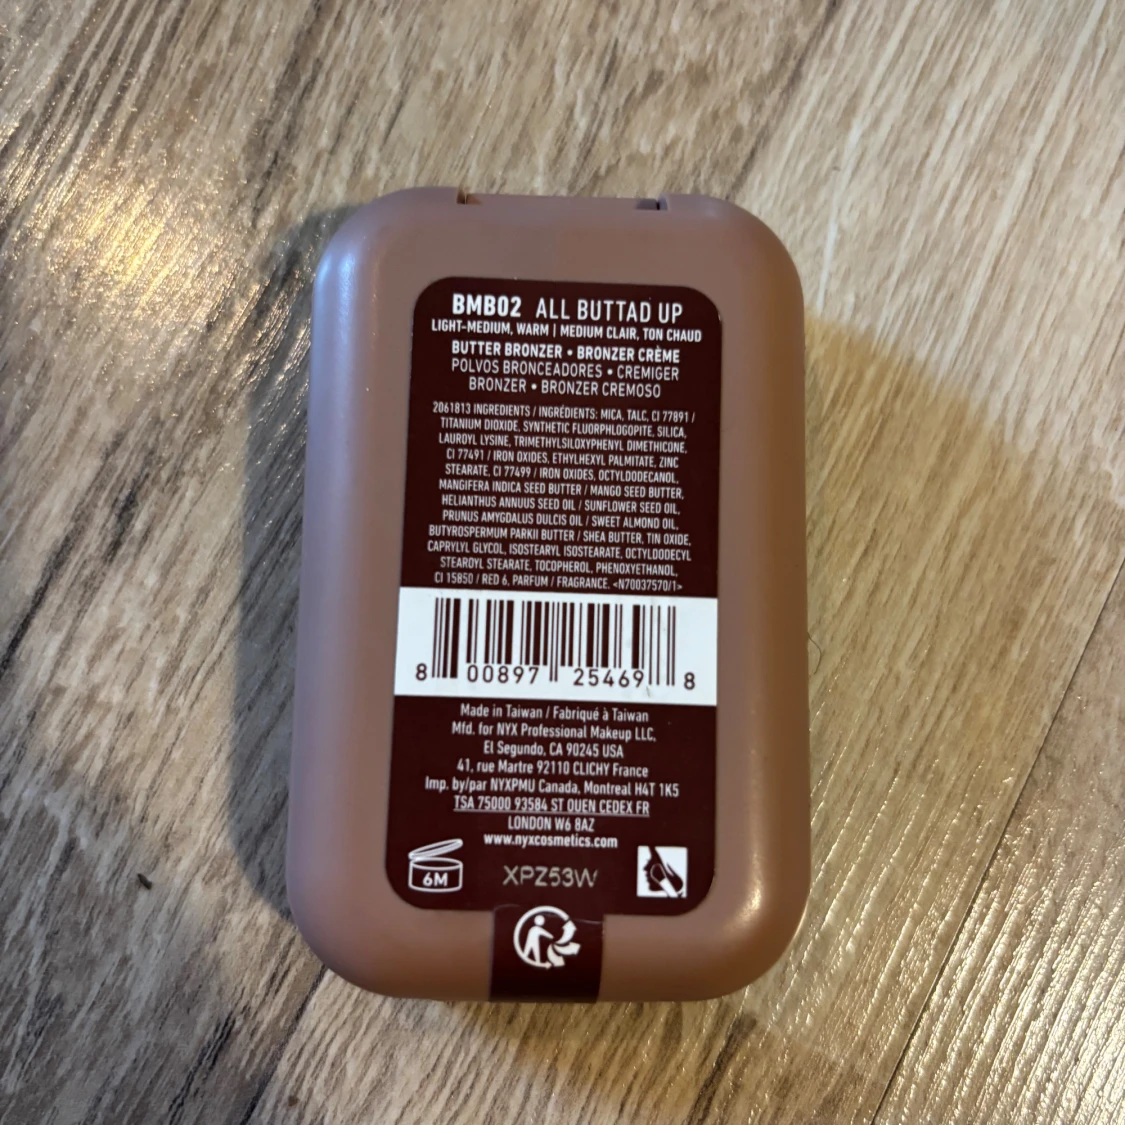 BMB02 ALL BUTTAD UP
LIGHT-MEDIUM, WARM | MEDIUM CLAIR, TON CHAUD
BUTTER BRONZER • BRONZER CRÈME
POLVOS BRONCEADORES • CREMIGER
BRONZER • BRONZER CREMOSO
2061813 INGREDIENTS / INGRÉDIENTS: MICA, TALC, CI 77891 /
TITANIUM DIOXIDE, SYNTHETIC FLUORPHLOGOPITE, SILICA,
LAUROYL LYSINE, TRIMETHYLSILOXYPHENYL DIMETHICONE,
CI 77491 / IRON OXIDES, ETHYLHEXYL PALMITATE, ZINC
STEARATE, CI 77499 / IRON OXIDES, OCTYLDODECANOL,
MANGIFERA INDICA SEED BUTTER / MANGO SEED BUTTER,
HELIANTHUS ANNUUS SEED OIL / SUNFLOWER SEED OIL,
PRUNUS AMYGDALUS DULCIS OIL / SWEET ALMOND OIL,
BUTYROSPERMUM PARKII BUTTER / SHEA BUTTER, TIN OXIDE,
CAPRYLYL GLYCOL, ISOSTEARYL ISOSTEARATE, OCTYLDODECYL
STEAROYL STEARATE, TOCOPHEROL, PHENOXYETHANOL,
CI 15850 / RED 6, PARFUM / FRAGRANCE. <N70037570/1>
8 00897 25469 8
Made in Taiwan / Fabriqué à Taiwan
Mfd. for NYX Professional Makeup LLC,
El Segundo, CA 90245 USA
41, rue Martre 92110 CLICHY France
Imp. by/par NYXPMU Canada, Montreal H4T 1K5
TSA 75000 93584 ST OUEN CEDEX FR
LONDON W6 8AZ
www.nyxcosmetics.com
6M
XPZ53W